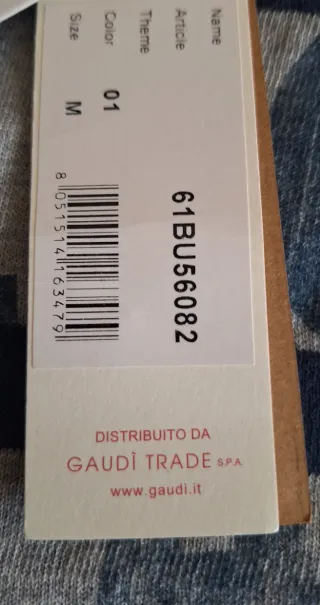 Name
Article 61BU56082
Theme
Color 01
Size M
8 051514 163479
DISTRIBUITO DA
GAUDÌ TRADE S.P.A.
www.gaudi.it